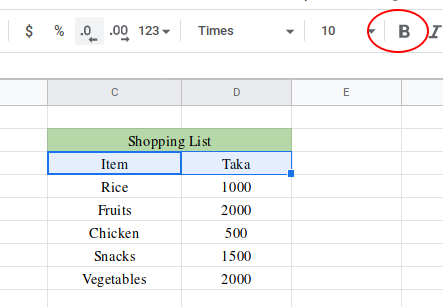 $ % .0 .00 123 Times 10 B I
C D E
Shopping List
Item Taka
Rice 1000
Fruits 2000
Chicken 500
Snacks 1500
Vegetables 2000